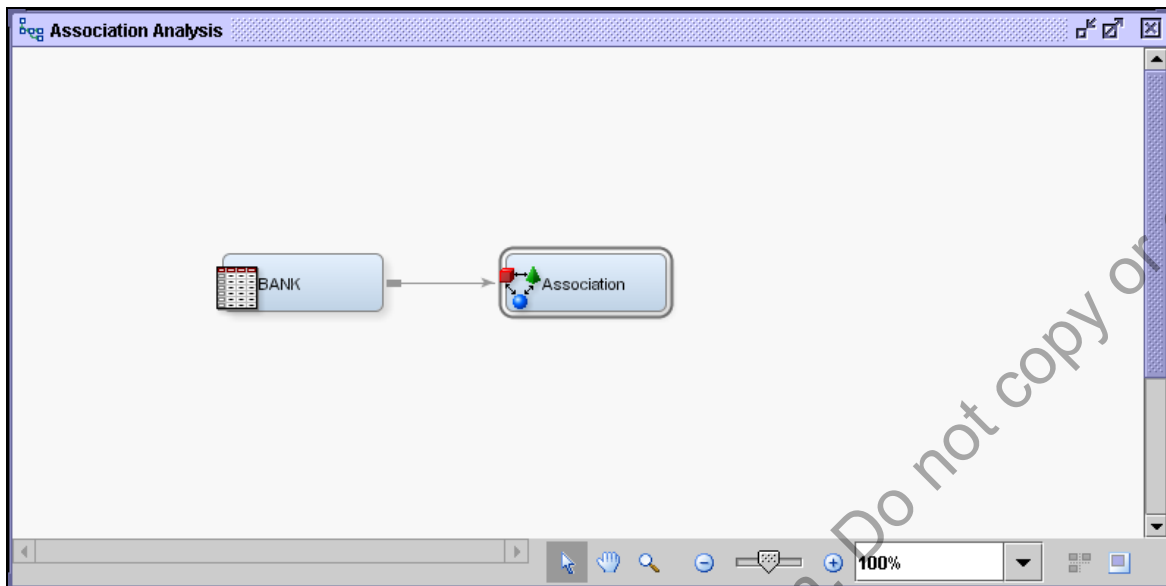 Association Analysis
BANK
Association
Do not copy or
100%